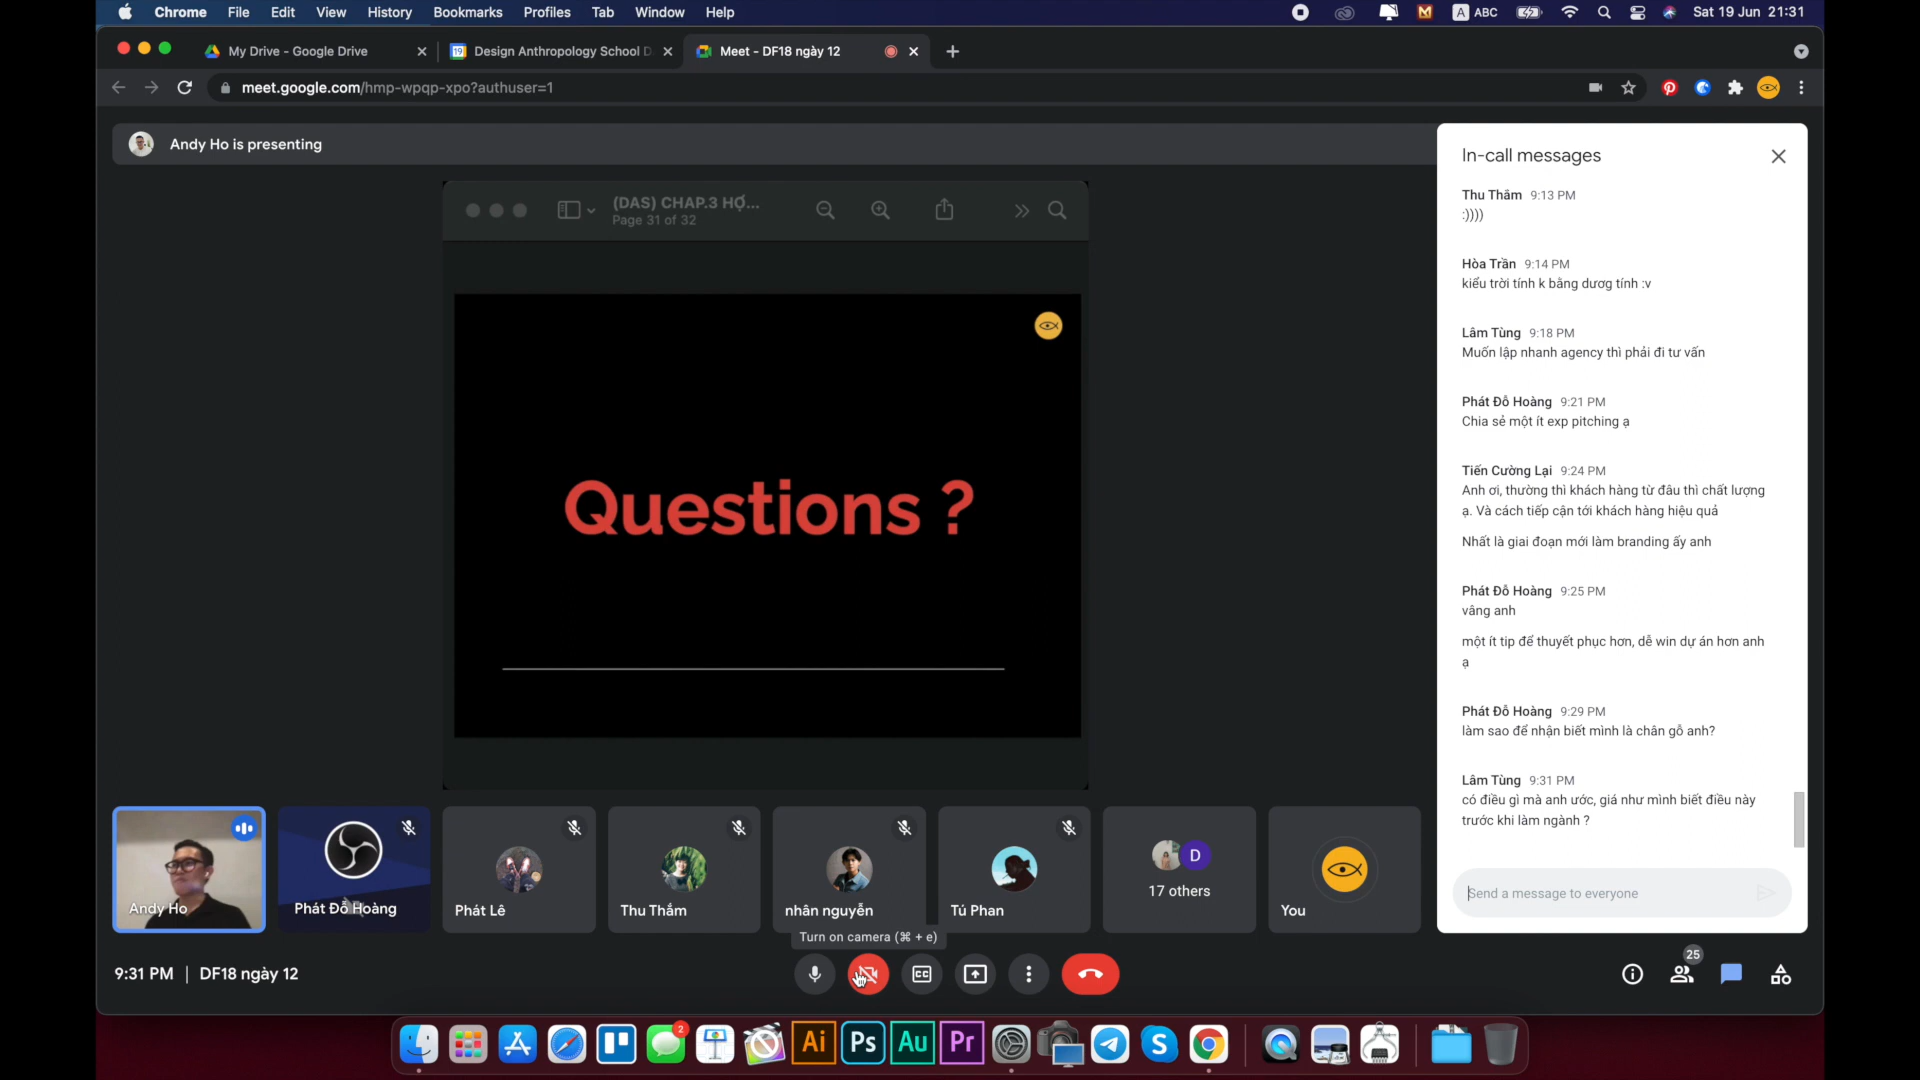 Chrome File Edit View History Bookmarks Profiles Tab Window Help
A ABC
Sat 19 Jun 21:31
My Drive - Google Drive
19 Design Anthropology School D
Meet - DF18 ngày 12
meet.google.com/hmp-wpqp-xpo?authuser=1
Andy Ho is presenting
(DAS) CHAP.3 HỢ...
Page 31 of 32
Questions ?
In-call messages
Thu Thắm 9:13 PM
:))))
Hòa Trần 9:14 PM
kiểu trời tính k bằng dương tính :v
Lâm Tùng 9:18 PM
Muốn lập nhanh agency thì phải đi tư vấn
Phát Đỗ Hoàng 9:21 PM
Chia sẻ một ít exp pitching ạ
Tiến Cường Lại 9:24 PM
Anh ơi, thường thì khách hàng từ đâu thì chất lượng
ạ. Và cách tiếp cận tới khách hàng hiệu quả
Nhất là giai đoạn mới làm branding ấy anh
Phát Đỗ Hoàng 9:25 PM
vâng anh
một ít tip để thuyết phục hơn, dễ win dự án hơn anh
ạ
Phát Đỗ Hoàng 9:29 PM
làm sao để nhận biết mình là chân gỗ anh?
Lâm Tùng 9:31 PM
có điều gì mà anh ước, giá như mình biết điều này
trước khi làm ngành ?
Send a message to everyone
Andy Ho
Phát Đỗ Hoàng
Phát Lê
Thu Thắm
nhân nguyễn
Tú Phan
D
17 others
You
Turn on camera (⌘ + e)
9:31 PM | DF18 ngày 12
CC
25
2
Ai Ps Au Pr
S